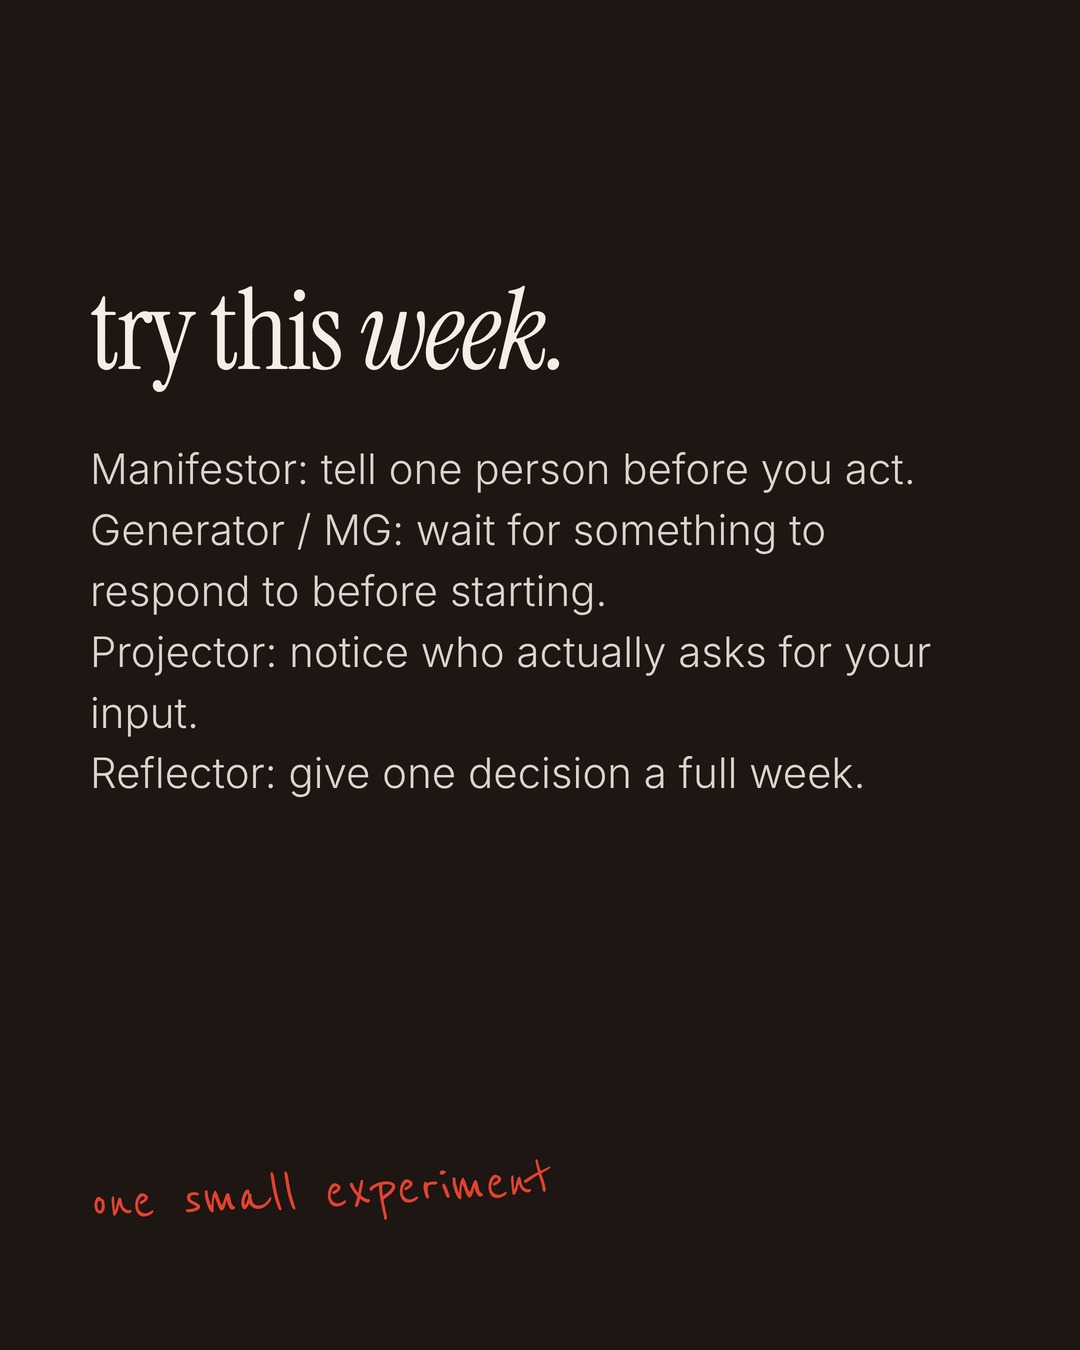 try this week.
Manifestor: tell one person before you act.
Generator / MG: wait for something to
respond to before starting.
Projector: notice who actually asks for your
input.
Reflector: give one decision a full week.
one small experiment